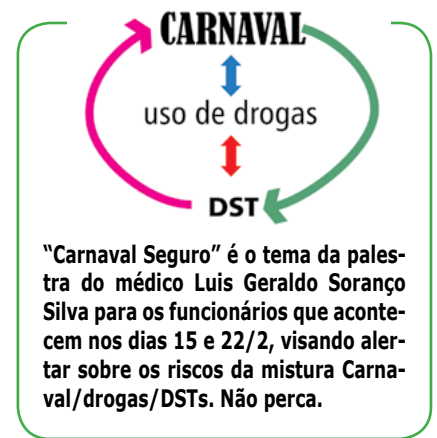 CARNAVAL
uso de drogas
DST
"Carnaval Seguro" é o tema da pales-
tra do médico Luis Geraldo Soranço
Silva para os funcionários que aconte-
cem nos dias 15 e 22/2, visando aler-
tar sobre os riscos da mistura Carna-
val/drogas/DSTs. Não perca.